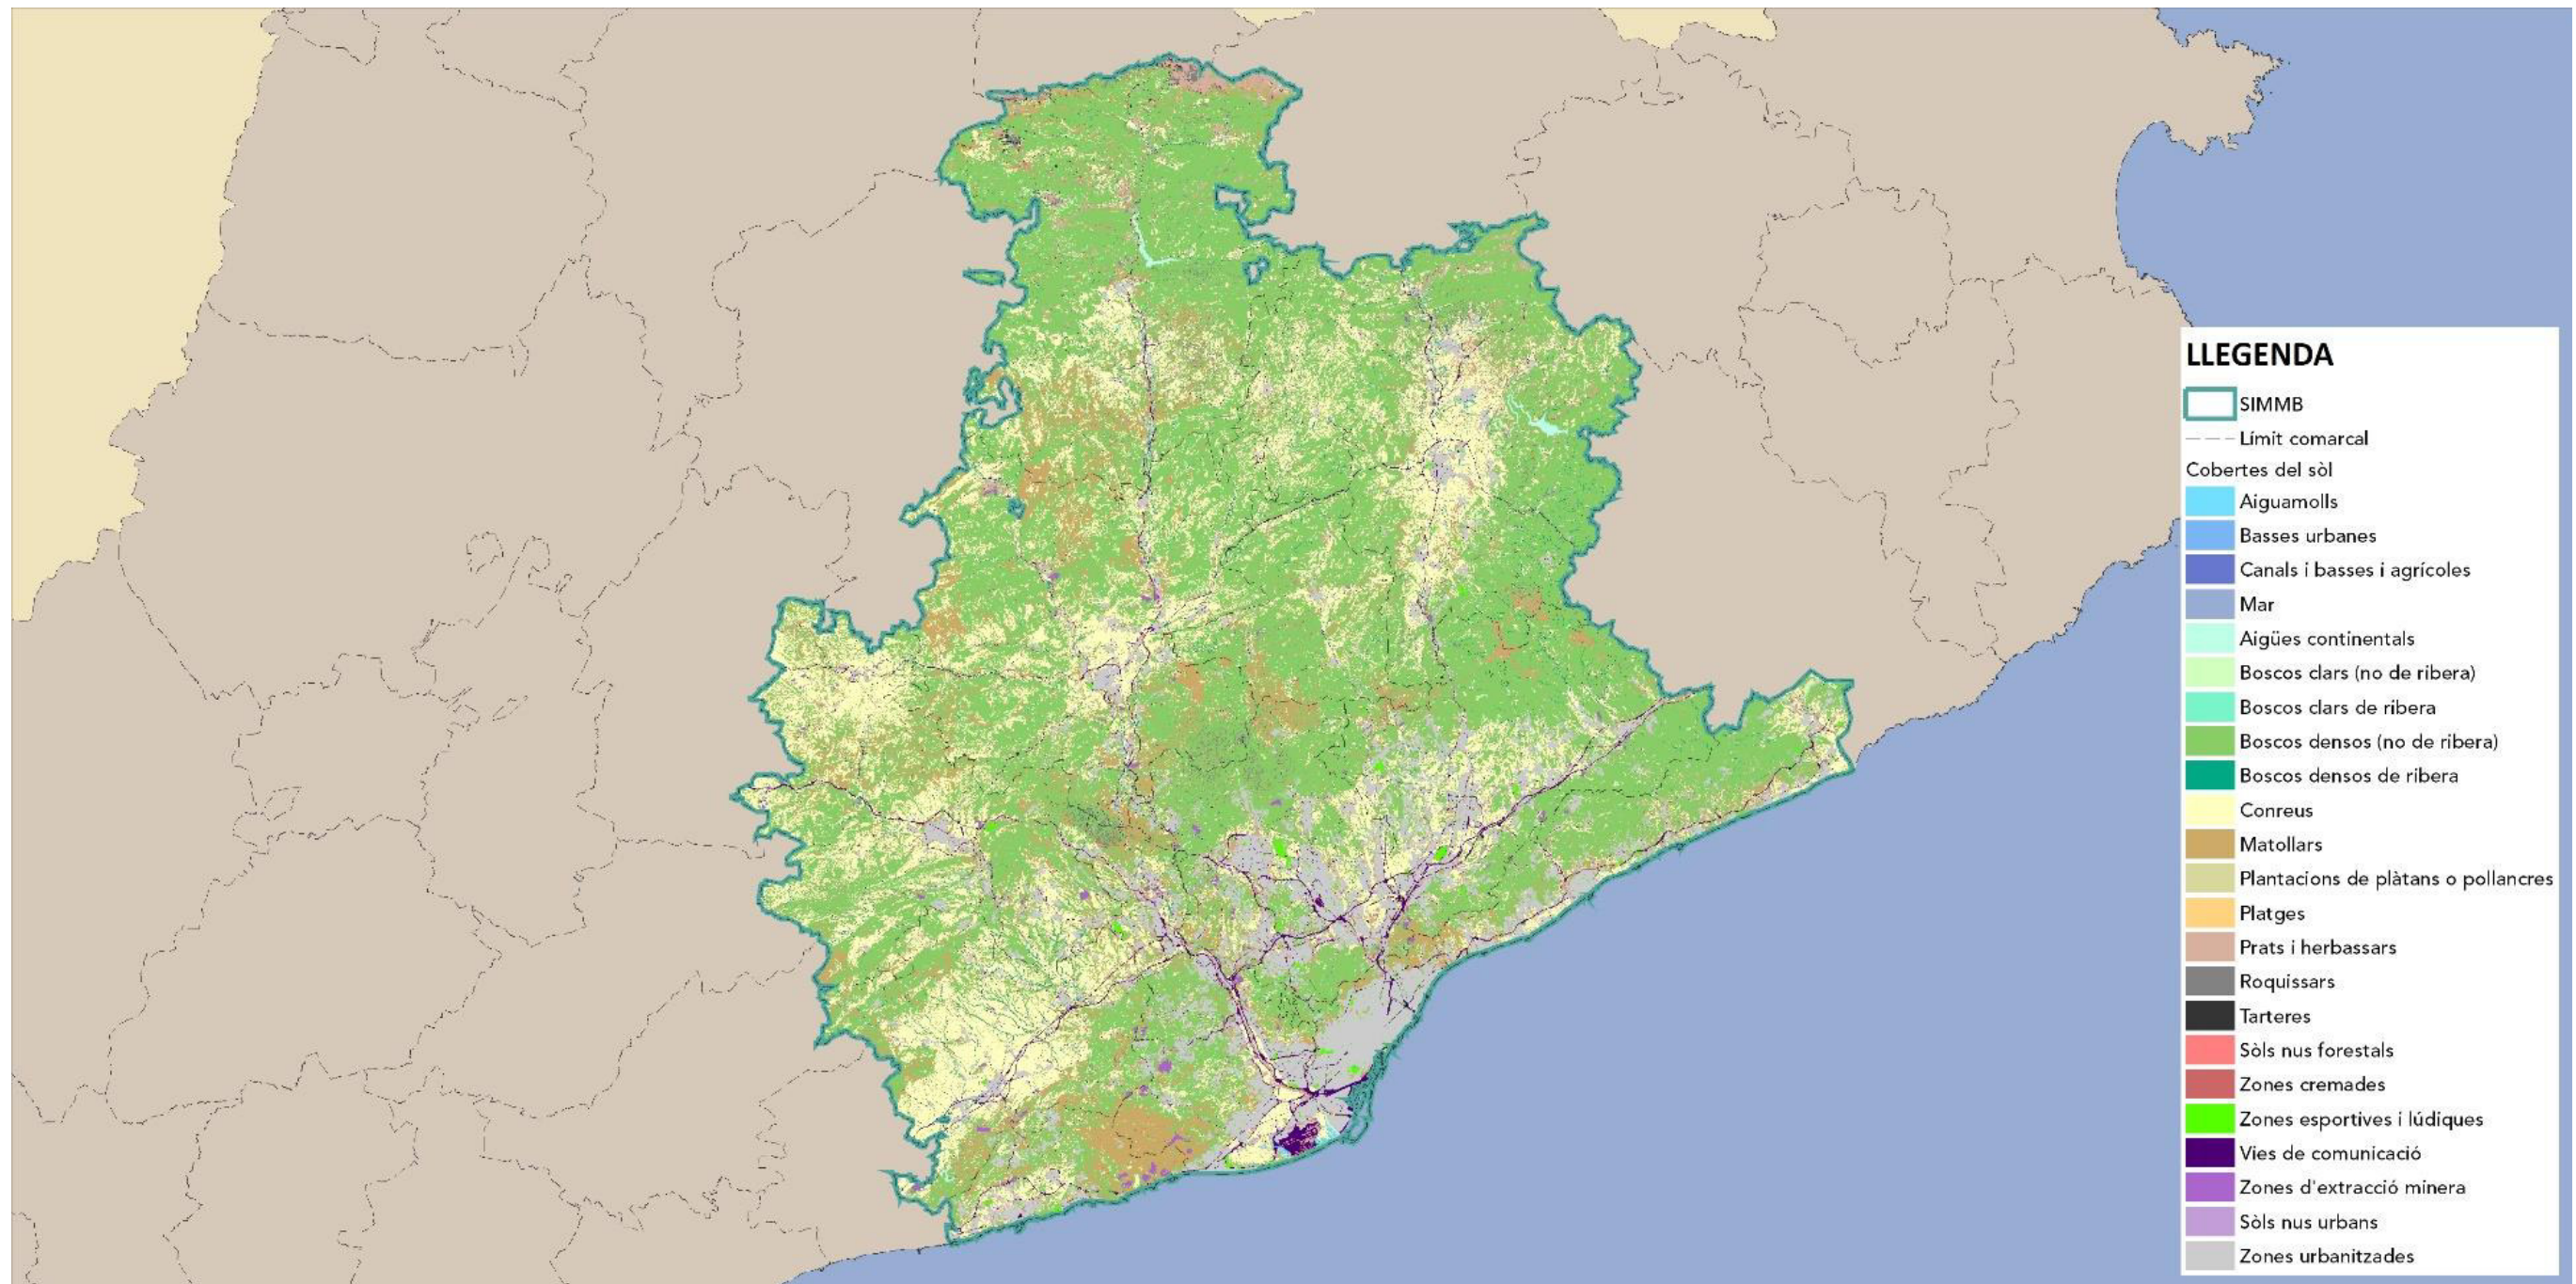 LLEGENDA
SIMMB
Límit comarcal
Cobertes del sòl
Aiguamolls
Basses urbanes
Canals i basses i agrícoles
Mar
Aigües continentals
Boscos clars (no de ribera)
Boscos clars de ribera
Boscos densos (no de ribera)
Boscos densos de ribera
Conreus
Matollars
Plantacions de plàtans o pollancres
Platges
Prats i herbassars
Roquissars
Tarteres
Sòls nus forestals
Zones cremades
Zones esportives i lúdiques
Vies de comunicació
Zones d'extracció minera
Sòls nus urbans
Zones urbanitzades